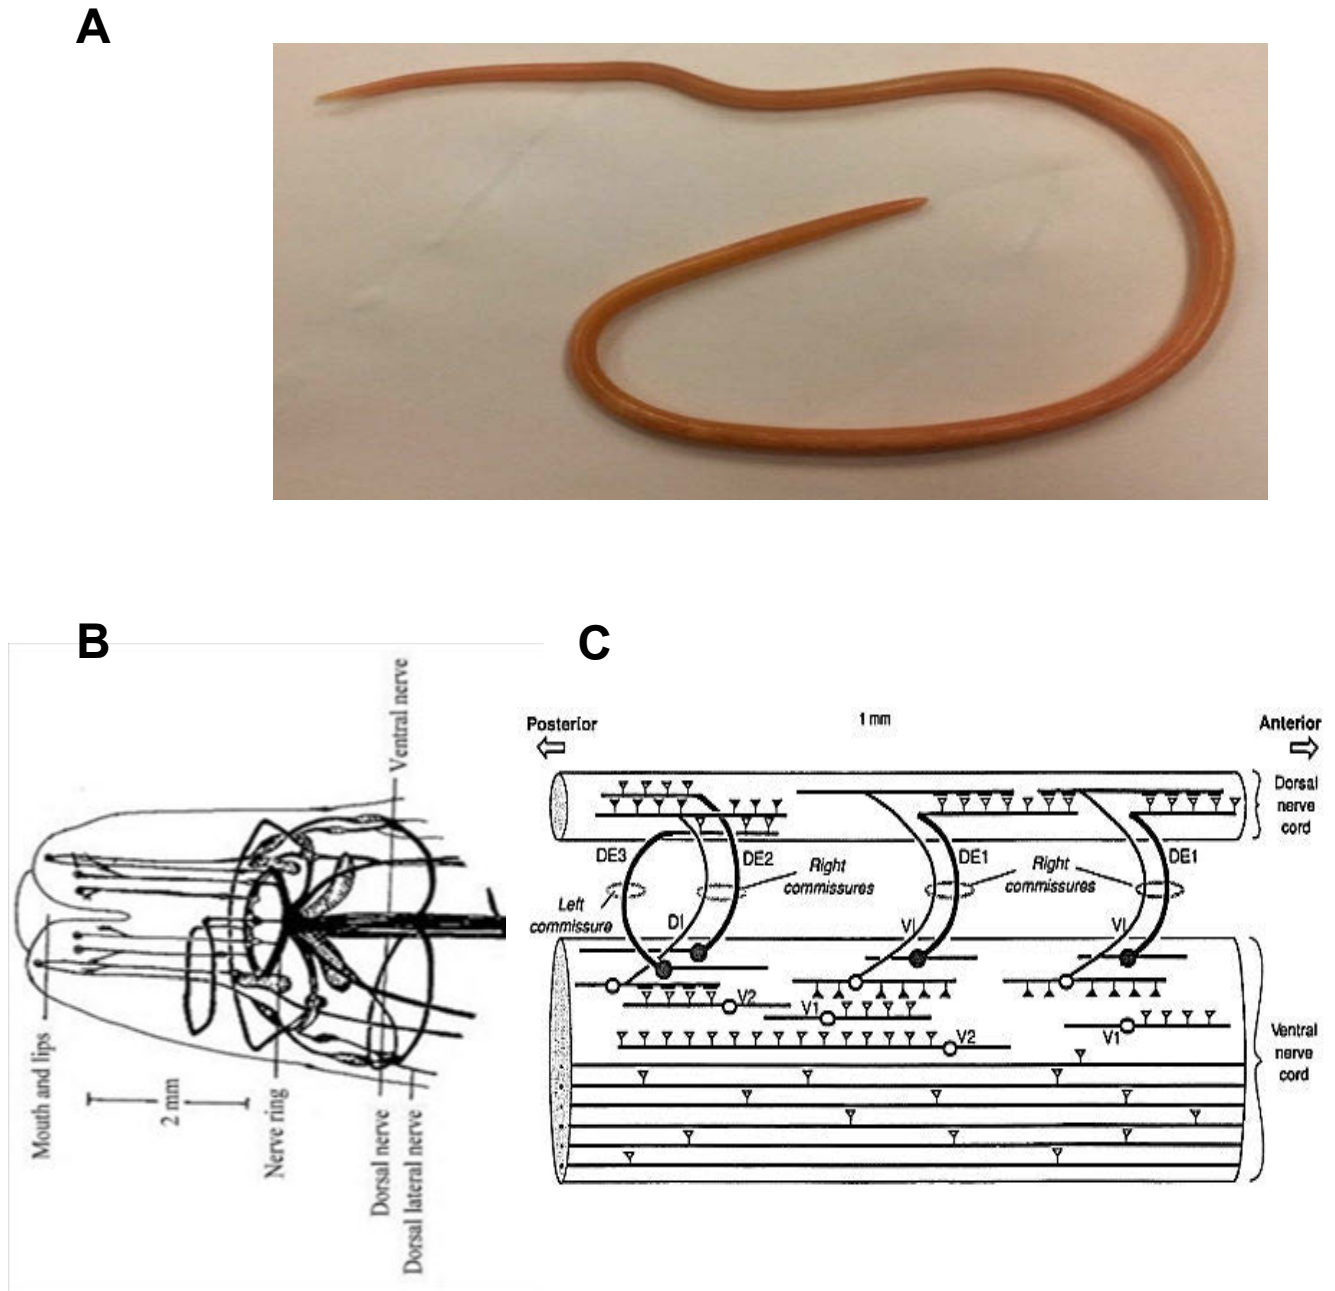 A
B
Mouth and lips
2 mm
Nerve ring
Dorsal nerve
Dorsal lateral nerve
Ventral nerve
C
Posterior
1 mm
Anterior
Dorsal
nerve
cord
DE3
DE2
Right
commissures
DE1
Right
commissures
DE1
Left
commissure
DI
VI
VI
V2
V1
V2
V1
Ventral
nerve
cord